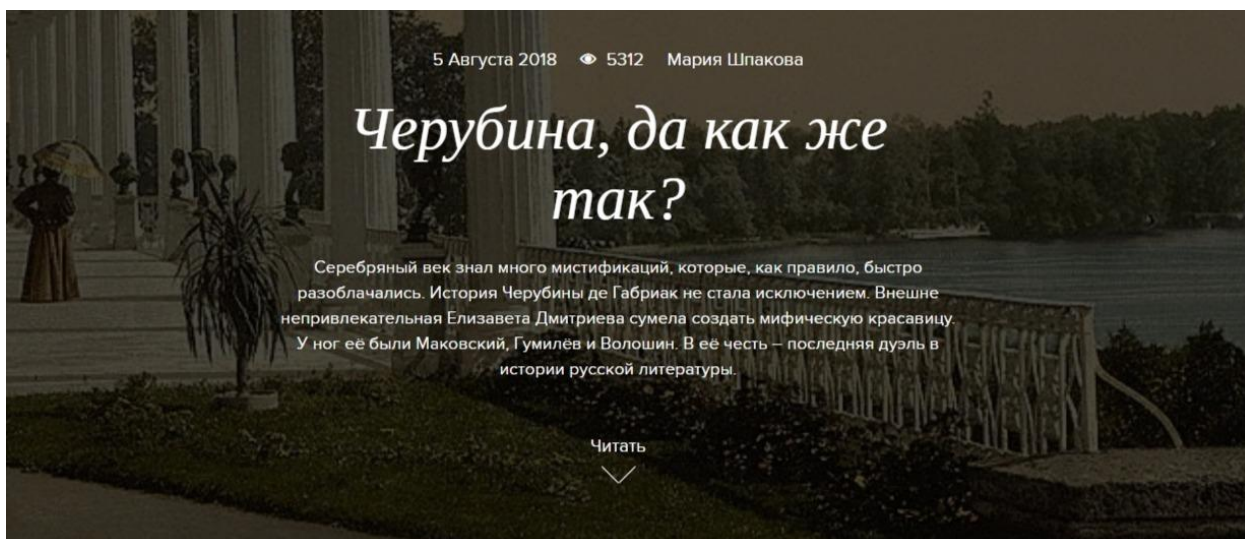 5 Августа 2018 5312 Мария Шпакова
Черубина, да как же
так?
Серебряный век знал много мистификаций, которые, как правило, быстро
разоблачались. История Черубины де Габриак не стала исключением. Внешне
непривлекательная Елизавета Дмитриева сумела создать мифическую красавицу.
У ног её были Маковский, Гумилёв и Волошин. В её честь – последняя дуэль в
истории русской литературы.
Читать